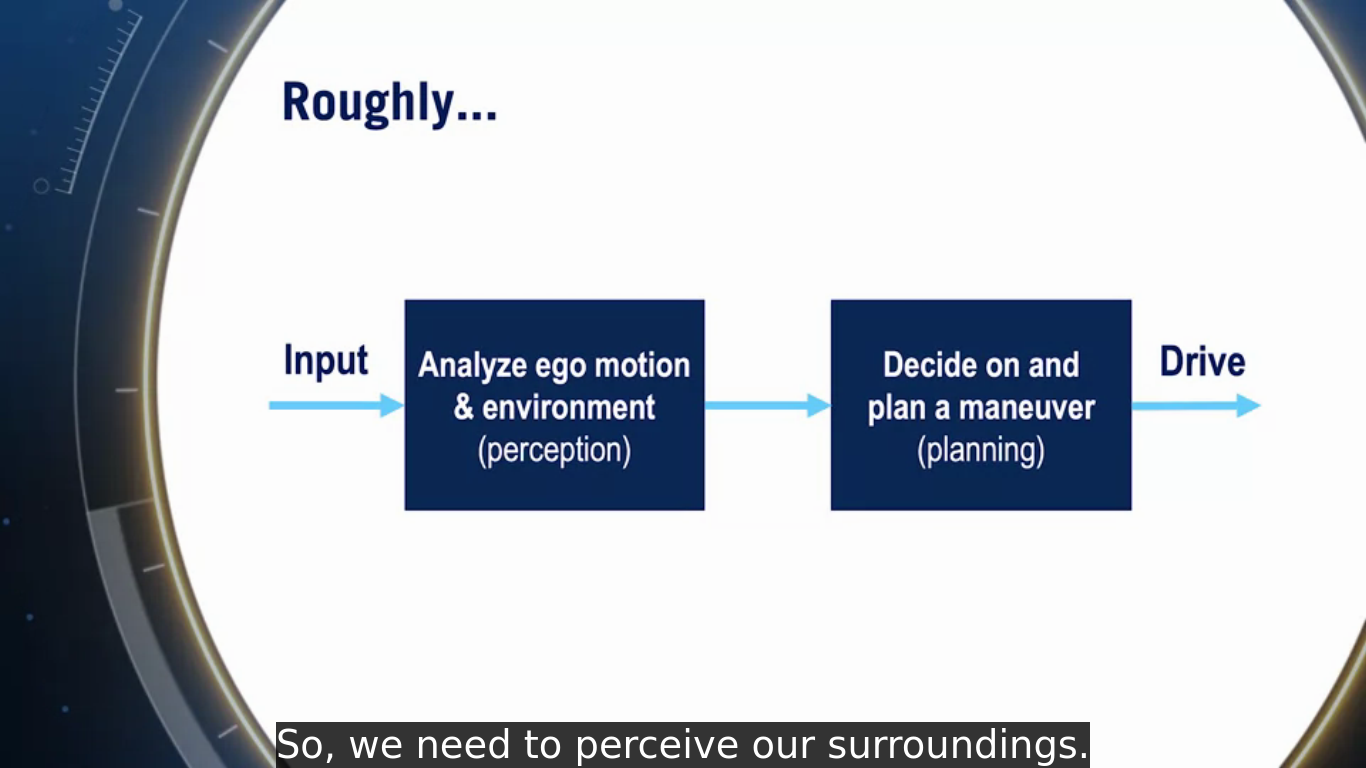 Roughly...
Input
Analyze ego motion
& environment
(perception)
Decide on and
plan a maneuver
(planning)
Drive
So, we need to perceive our surroundings.